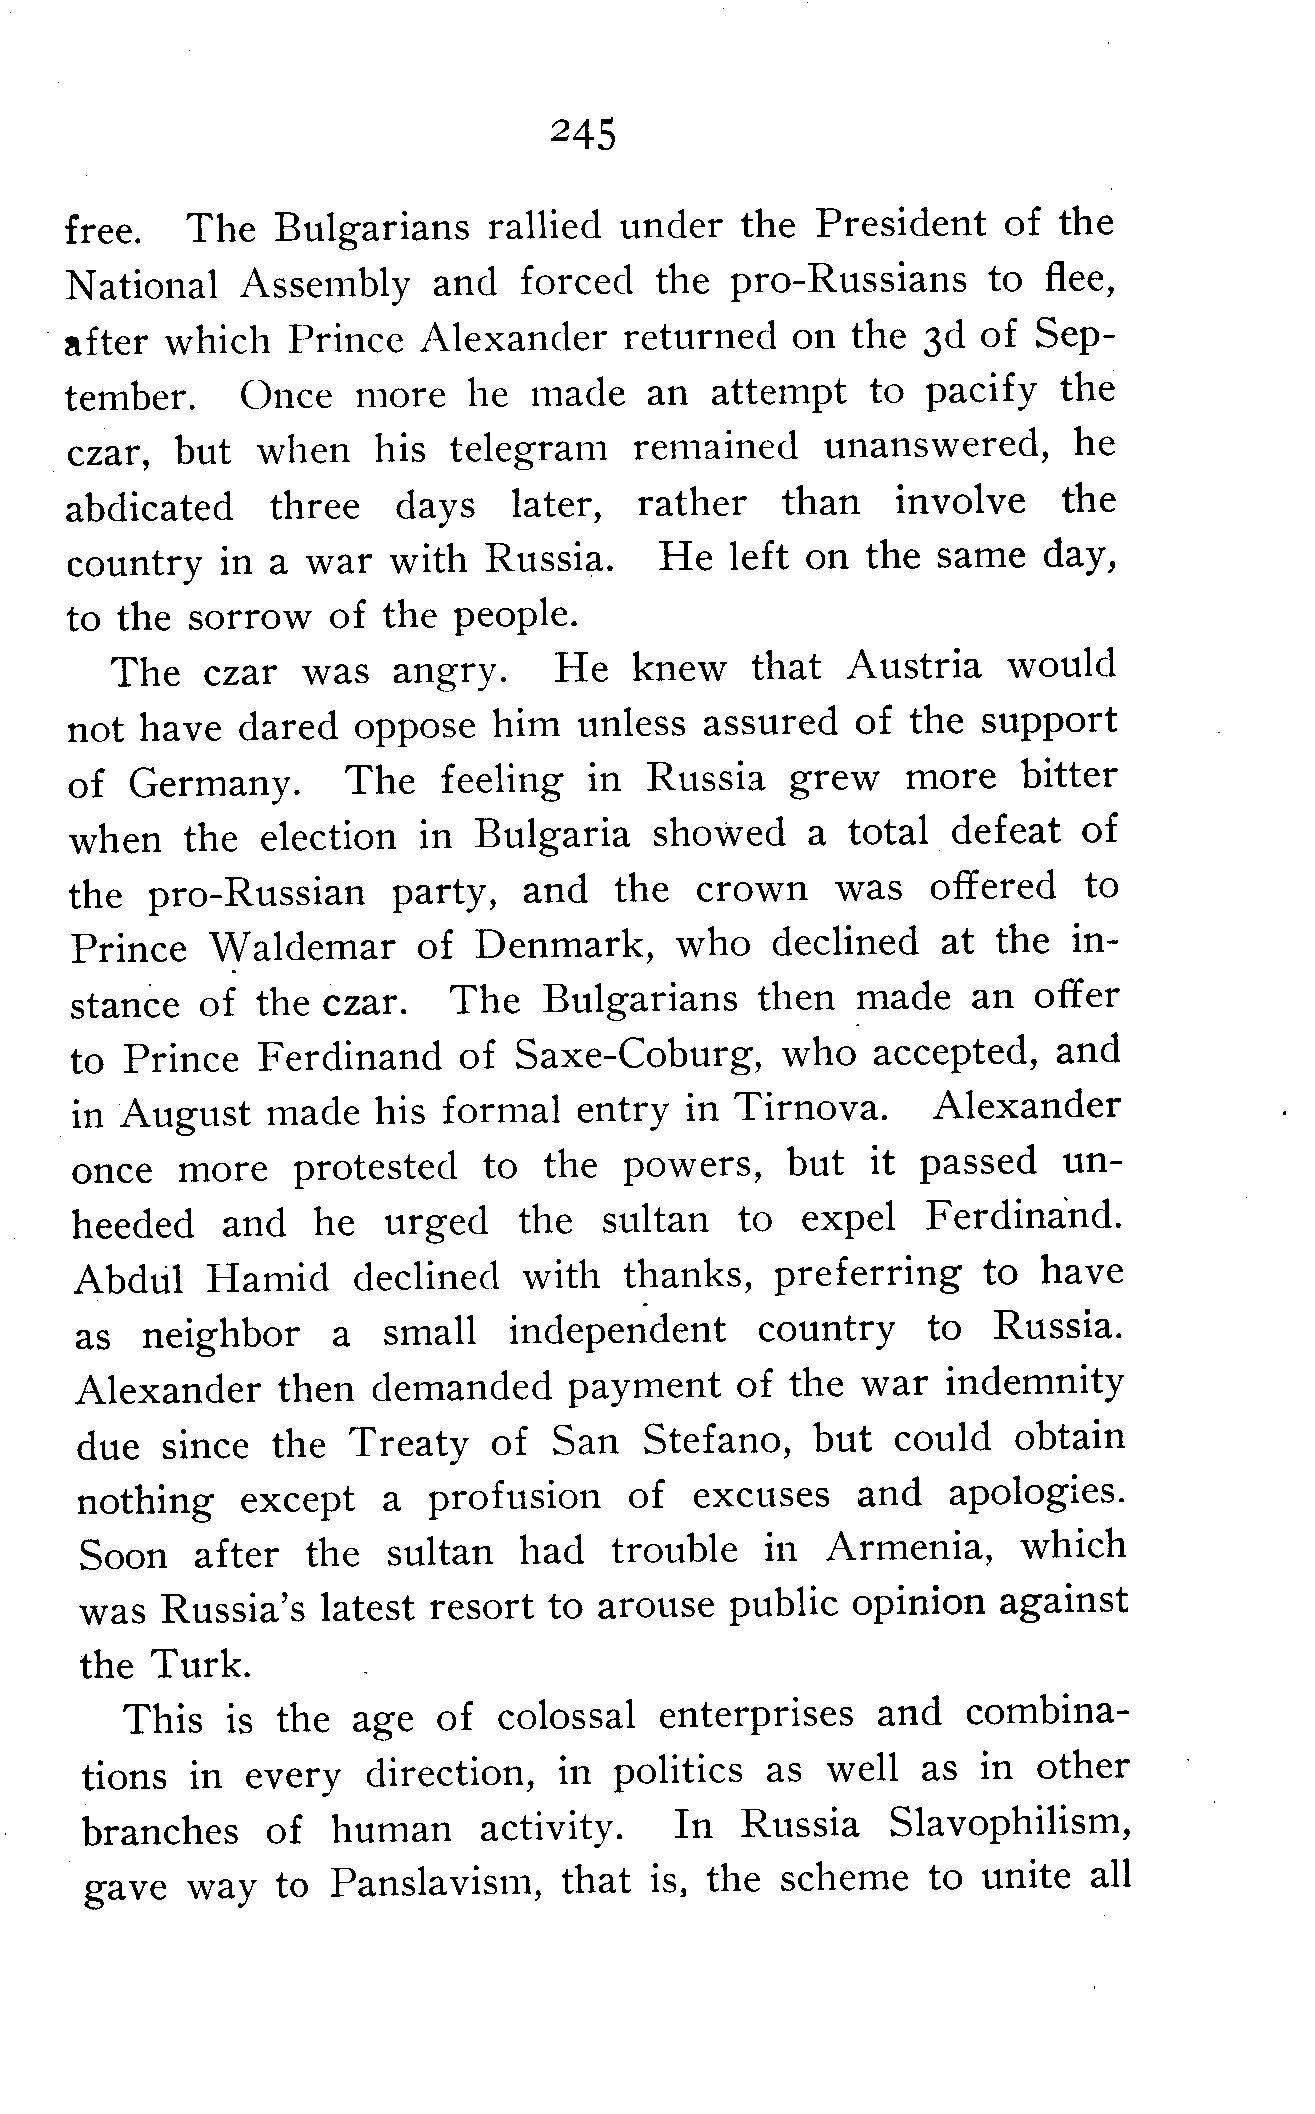 245
free. The Bulgarians rallied under the President of the
National Assembly and forced the pro-Russians to flee,
after which Prince Alexander returned on the 3d of Sep-
tember. Once more he made an attempt to pacify the
czar, but when his telegram remained unanswered, he
abdicated three days later, rather than involve the
country in a war with Russia. He left on the same day,
to the sorrow of the people.
The czar was angry. He knew that Austria would
not have dared oppose him unless assured of the support
of Germany. The feeling in Russia grew more bitter
when the election in Bulgaria showed a total defeat of
the pro-Russian party, and the crown was offered to
Prince Waldemar of Denmark, who declined at the in-
stance of the czar. The Bulgarians then made an offer
to Prince Ferdinand of Saxe-Coburg, who accepted, and
in August made his formal entry in Tirnova. Alexander
once more protested to the powers, but it passed un-
heeded and he urged the sultan to expel Ferdinand.
Abdul Hamid declined with thanks, preferring to have
as neighbor a small independent country to Russia.
Alexander then demanded payment of the war indemnity
due since the Treaty of San Stefano, but could obtain
nothing except a profusion of excuses and apologies.
Soon after the sultan had trouble in Armenia, which
was Russia's latest resort to arouse public opinion against
the Turk.
This is the age of colossal enterprises and combina-
tions in every direction, in politics as well as in other
branches of human activity. In Russia Slavophilism,
gave way to Panslavism, that is, the scheme to unite all